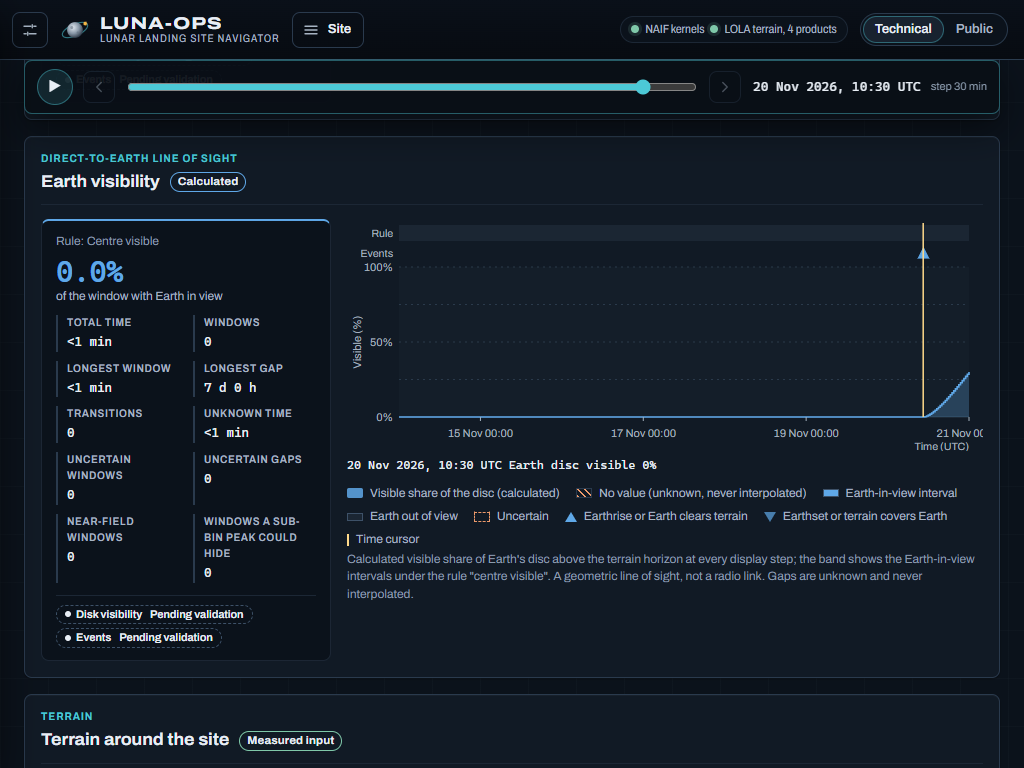 LUNA-OPS
LUNAR LANDING SITE NAVIGATOR
Site
NAIF kernels
LOLA terrain, 4 products
Technical
Public
Events Pending validation
20 Nov 2026, 10:30 UTC
step 30 min
DIRECT-TO-EARTH LINE OF SIGHT
Earth visibility
Calculated
Rule: Centre visible
0.0%
of the window with Earth in view
TOTAL TIME
<1 min
WINDOWS
0
LONGEST WINDOW
<1 min
LONGEST GAP
7 d 0 h
TRANSITIONS
0
UNKNOWN TIME
<1 min
UNCERTAIN
WINDOWS
0
UNCERTAIN GAPS
0
NEAR-FIELD
WINDOWS
0
WINDOWS A SUB-
BIN PEAK COULD
HIDE
0
Disk visibility Pending validation
Events Pending validation
Rule
Events
100%
50%
0%
Visible (%)
15 Nov 00:00
17 Nov 00:00
19 Nov 00:00
21 Nov 00
Time (UTC)
20 Nov 2026, 10:30 UTC Earth disc visible 0%
Visible share of the disc (calculated)
No value (unknown, never interpolated)
Earth-in-view interval
Earth out of view
Uncertain
Earthrise or Earth clears terrain
Earthset or terrain covers Earth
Time cursor
Calculated visible share of Earth's disc above the terrain horizon at every display step; the band shows the Earth-in-view
intervals under the rule "centre visible". A geometric line of sight, not a radio link. Gaps are unknown and never
interpolated.
TERRAIN
Terrain around the site
Measured input